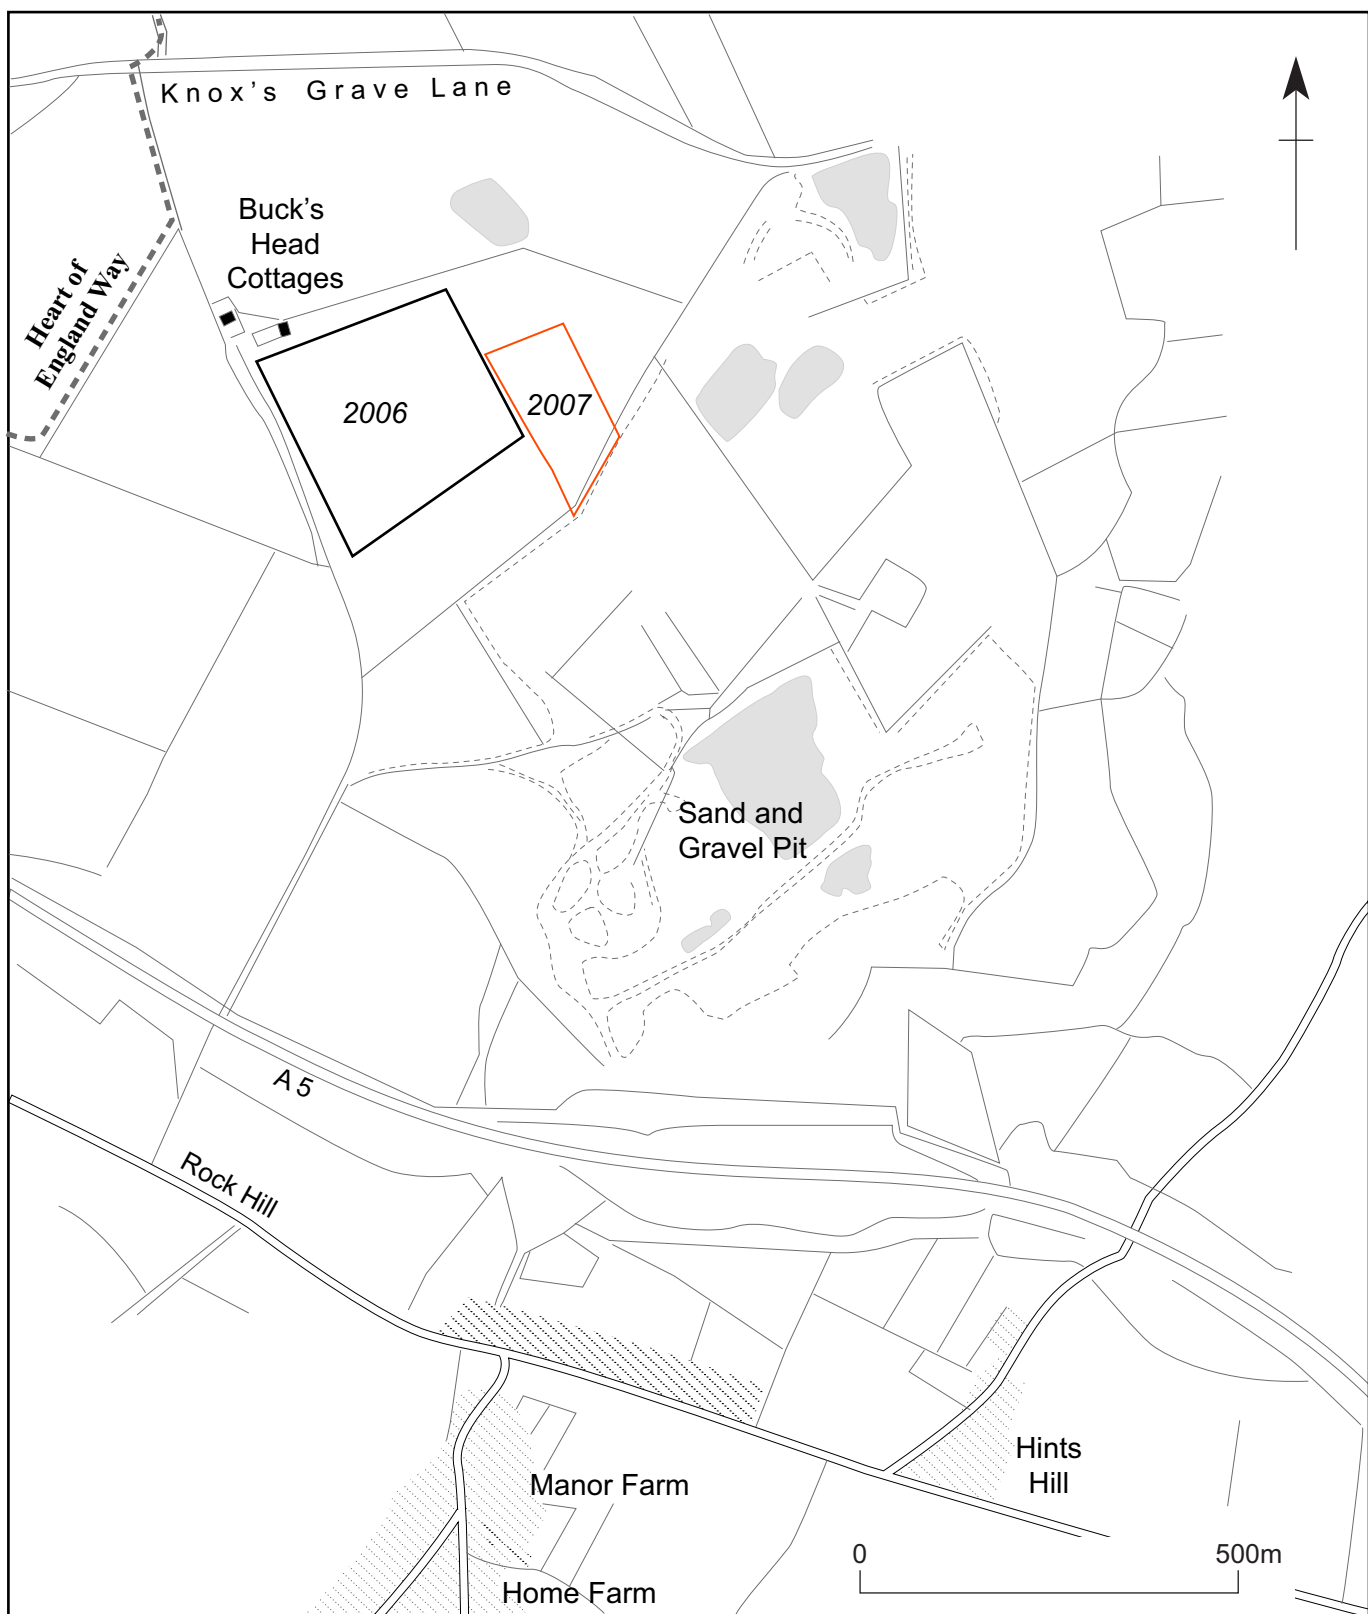 Knox's Grave Lane
Buck's
Head
Cottages
Heart of
England Way
2006
2007
Sand and
Gravel Pit
A5
Rock Hill
Hints
Hill
Manor Farm
Home Farm
0 500m